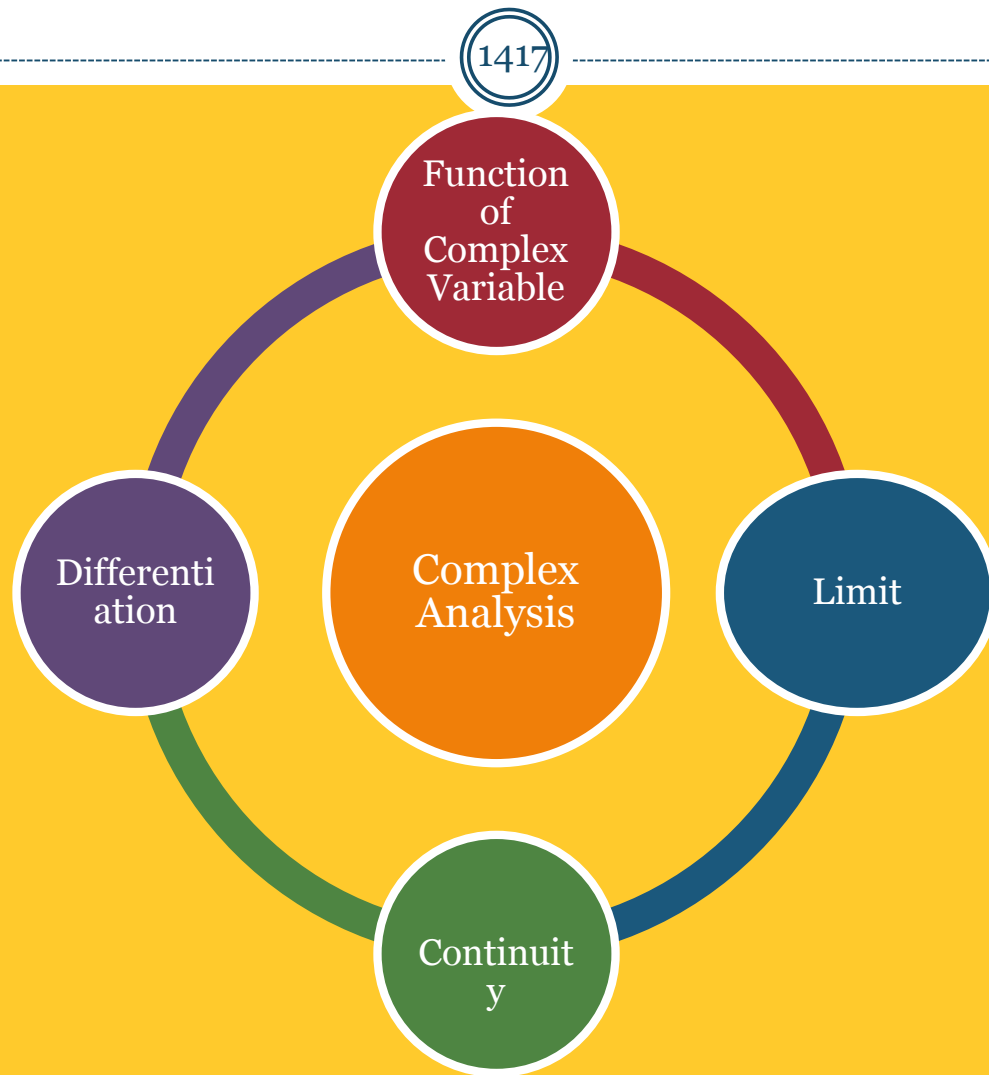 1417
Function
of
Complex
Variable
Differenti
ation
Complex
Analysis
Limit
Continuit
y